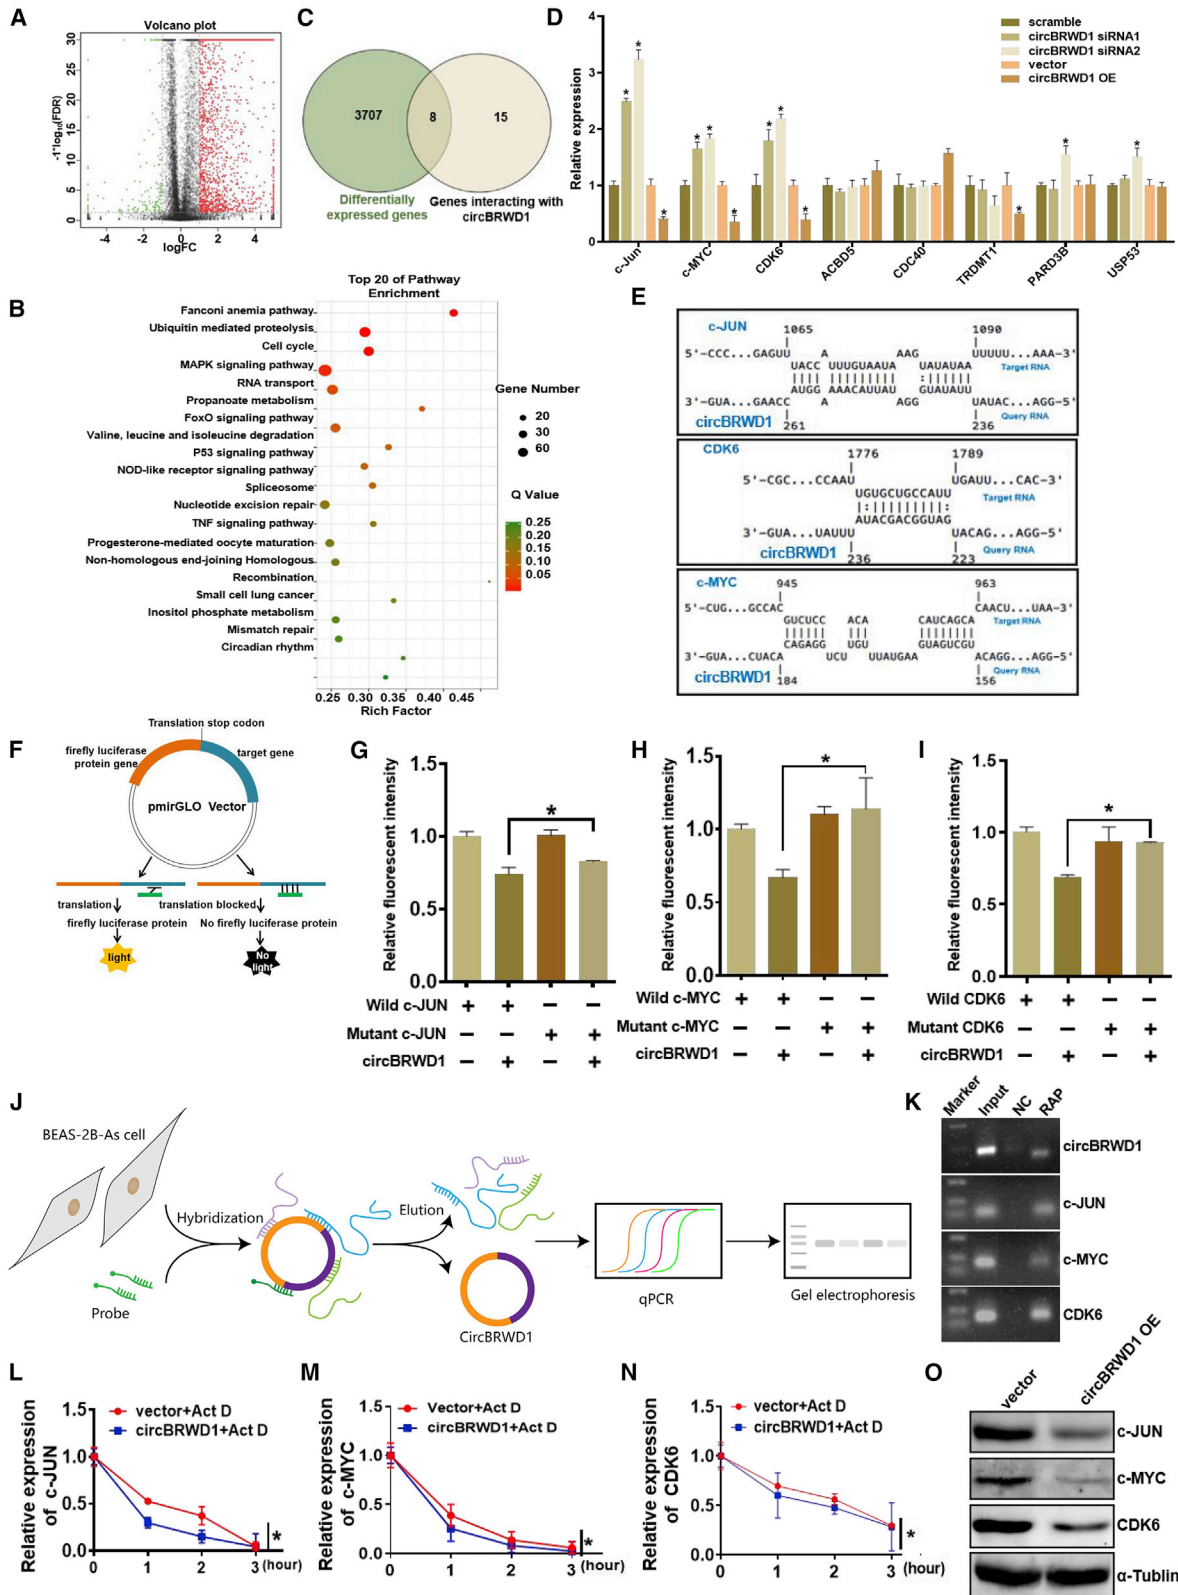 A
Volcano plot
-1*log10(FDR)
30
25
20
15
10
5
0
-4 -2 0 2 4
logFC
B
Top 20 of Pathway
Enrichment
Fanconi anemia pathway
Ubiquitin mediated proteolysis
Cell cycle
MAPK signaling pathway
RNA transport
Propanoate metabolism
FoxO signaling pathway
Valine, leucine and isoleucine degradation
P53 signaling pathway
NOD-like receptor signaling pathway
Spliceosome
Nucleotide excision repair
TNF signaling pathway
Progesterone-mediated oocyte maturation
Non-homologous end-joining Homologous
Recombination
Small cell lung cancer
Inositol phosphate metabolism
Mismatch repair
Circadian rhythm
0.25 0.30 0.35 0.40 0.45
Rich Factor
Gene Number
20
30
60
Q Value
0.25
0.20
0.15
0.10
0.05
C
3707 8 15
Differentially
expressed genes
Genes interacting with
circBRWD1
D
Relative expression
4
2
1
0
scramble
circBRWD1 siRNA1
circBRWD1 siRNA2
vector
circBRWD1 OE
* * * * * * * * * * * *
c-Jun c-MYC CDK6 ACBD5 CDC40 TRDMT1 PARD3B USP53
E
c-JUN
1065 1090
5'-CCC...GAGUU A AAG UUUUU...AAA-3'
UACC UUUGUAAUA UAUAUAA
Target RNA
AUGG AAACAUUAU GUAUAUU
3'-GUA...GAACC A AGG UAUAC...AGG-5'
circBRWD1
261 236
Query RNA
CDK6
1776 1789
5'-CGC...CCAAU UGAUU...CAC-3'
UGUGCUGCCAUU
Target RNA
AUACGACGGUAG
3'-GUA...UAUUU UACAG...AGG-5'
circBRWD1
236 223
Query RNA
c-MYC
945 963
5'-CUG...GCCAC CAACU...UAA-3'
GUCUCC ACA CAUCAGCA
Target RNA
CAGAGG UGU GUAGUCGU
3'-GUA...CUACA UCU UUAUGAA ACAGG...AGG-5'
circBRWD1
184 156
Query RNA
F
Translation stop codon
firefly luciferase
protein gene
target gene
pmirGLO Vector
translation
translation blocked
firefly luciferase protein
No firefly luciferase protein
light
No
light
G
Relative fluorescent intensity
1.5
1.0
0.5
0.0
*
Wild c-JUN + + − −
Mutant c-JUN − − + +
circBRWD1 − + − +
H
Relative fluorescent intensity
1.5
1.0
0.5
0.0
*
Wild c-MYC + + − −
Mutant c-MYC − − + +
circBRWD1 − + − +
I
Relative fluorescent intensity
1.5
1.0
0.5
0.0
*
Wild CDK6 + + − −
Mutant CDK6 − − + +
circBRWD1 − + − +
J
BEAS-2B-As cell
Probe
Hybridization
Elution
CircBRWD1
qPCR
Gel electrophoresis
K
Marker Input NC RAP
circBRWD1
c-JUN
c-MYC
CDK6
L
Relative expression
of c-JUN
1.5
1.0
0.5
0.0
vector+Act D
circBRWD1+Act D
*
0 1 2 3 (hour)
M
Relative expression
of c-MYC
1.5
1.0
0.5
0.0
Vector+Act D
circBRWD1+Act D
*
0 1 2 3 (hour)
N
Relative expression
of CDK6
1.5
1.0
0.5
0.0
vector+Act D
circBRWD1+Act D
*
0 1 2 3 (hour)
O
vector circBRWD1 OE
c-JUN
c-MYC
CDK6
α-Tublin